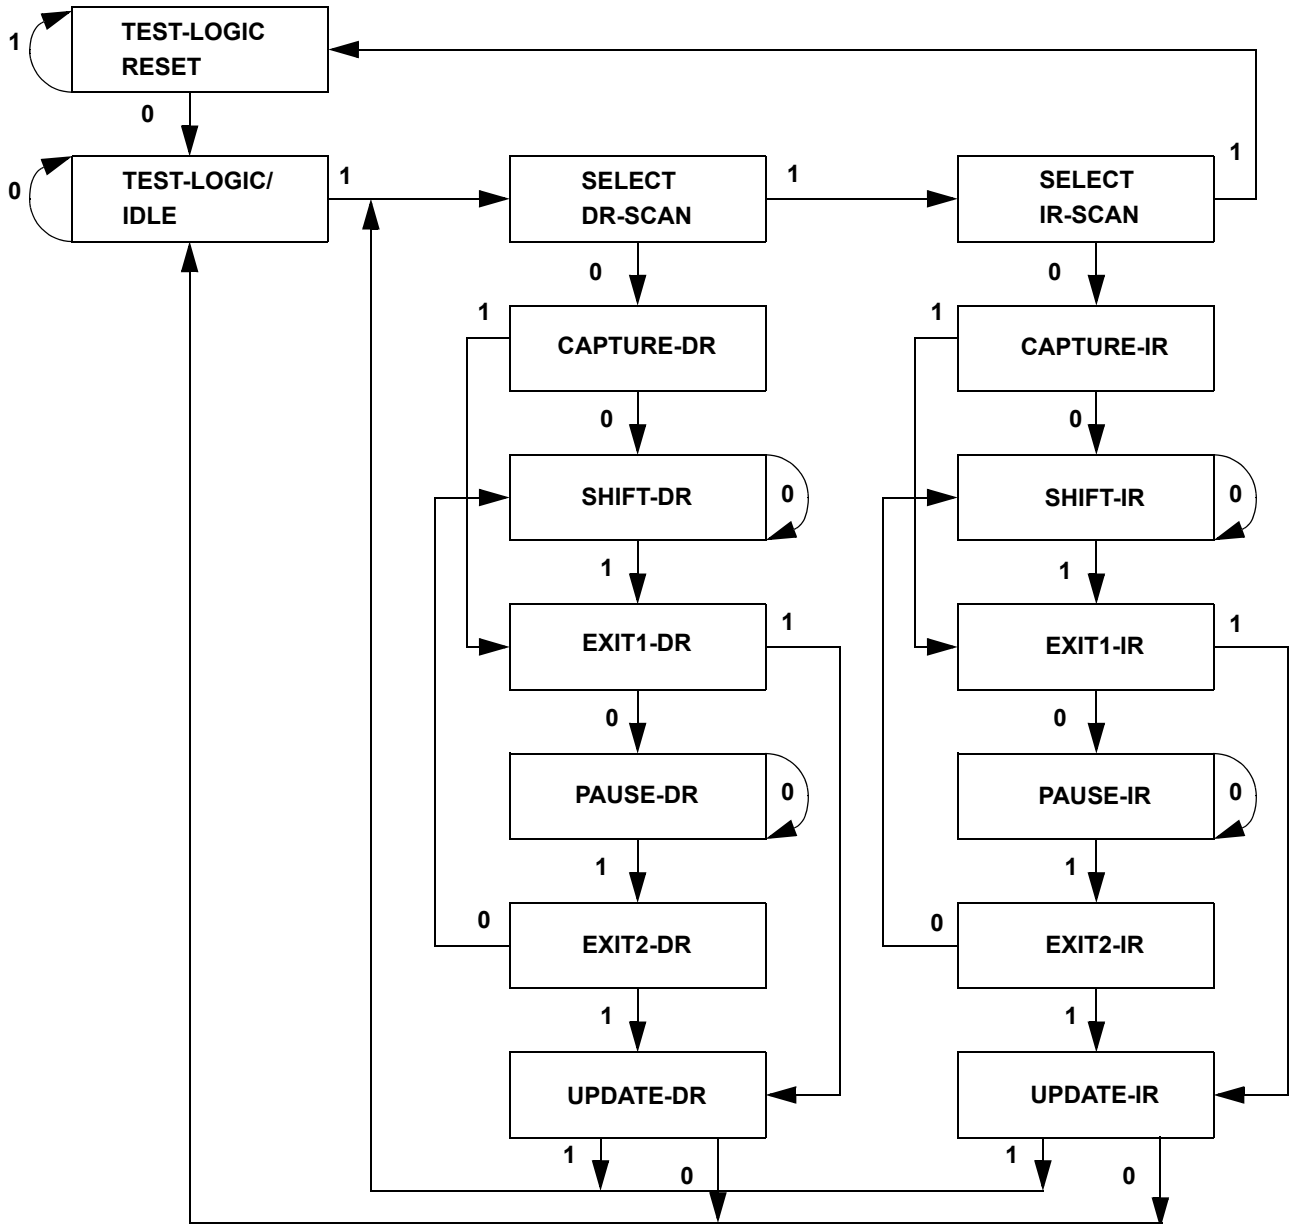 TEST-LOGIC
RESET
1
0
TEST-LOGIC/
IDLE
0
1
SELECT
DR-SCAN
1
SELECT
IR-SCAN
1
0
0
1
CAPTURE-DR
1
CAPTURE-IR
0
0
SHIFT-DR
0
SHIFT-IR
0
1
1
EXIT1-DR
1
EXIT1-IR
1
0
0
PAUSE-DR
0
PAUSE-IR
0
1
1
0
EXIT2-DR
0
EXIT2-IR
1
1
UPDATE-DR
UPDATE-IR
1
0
1
0